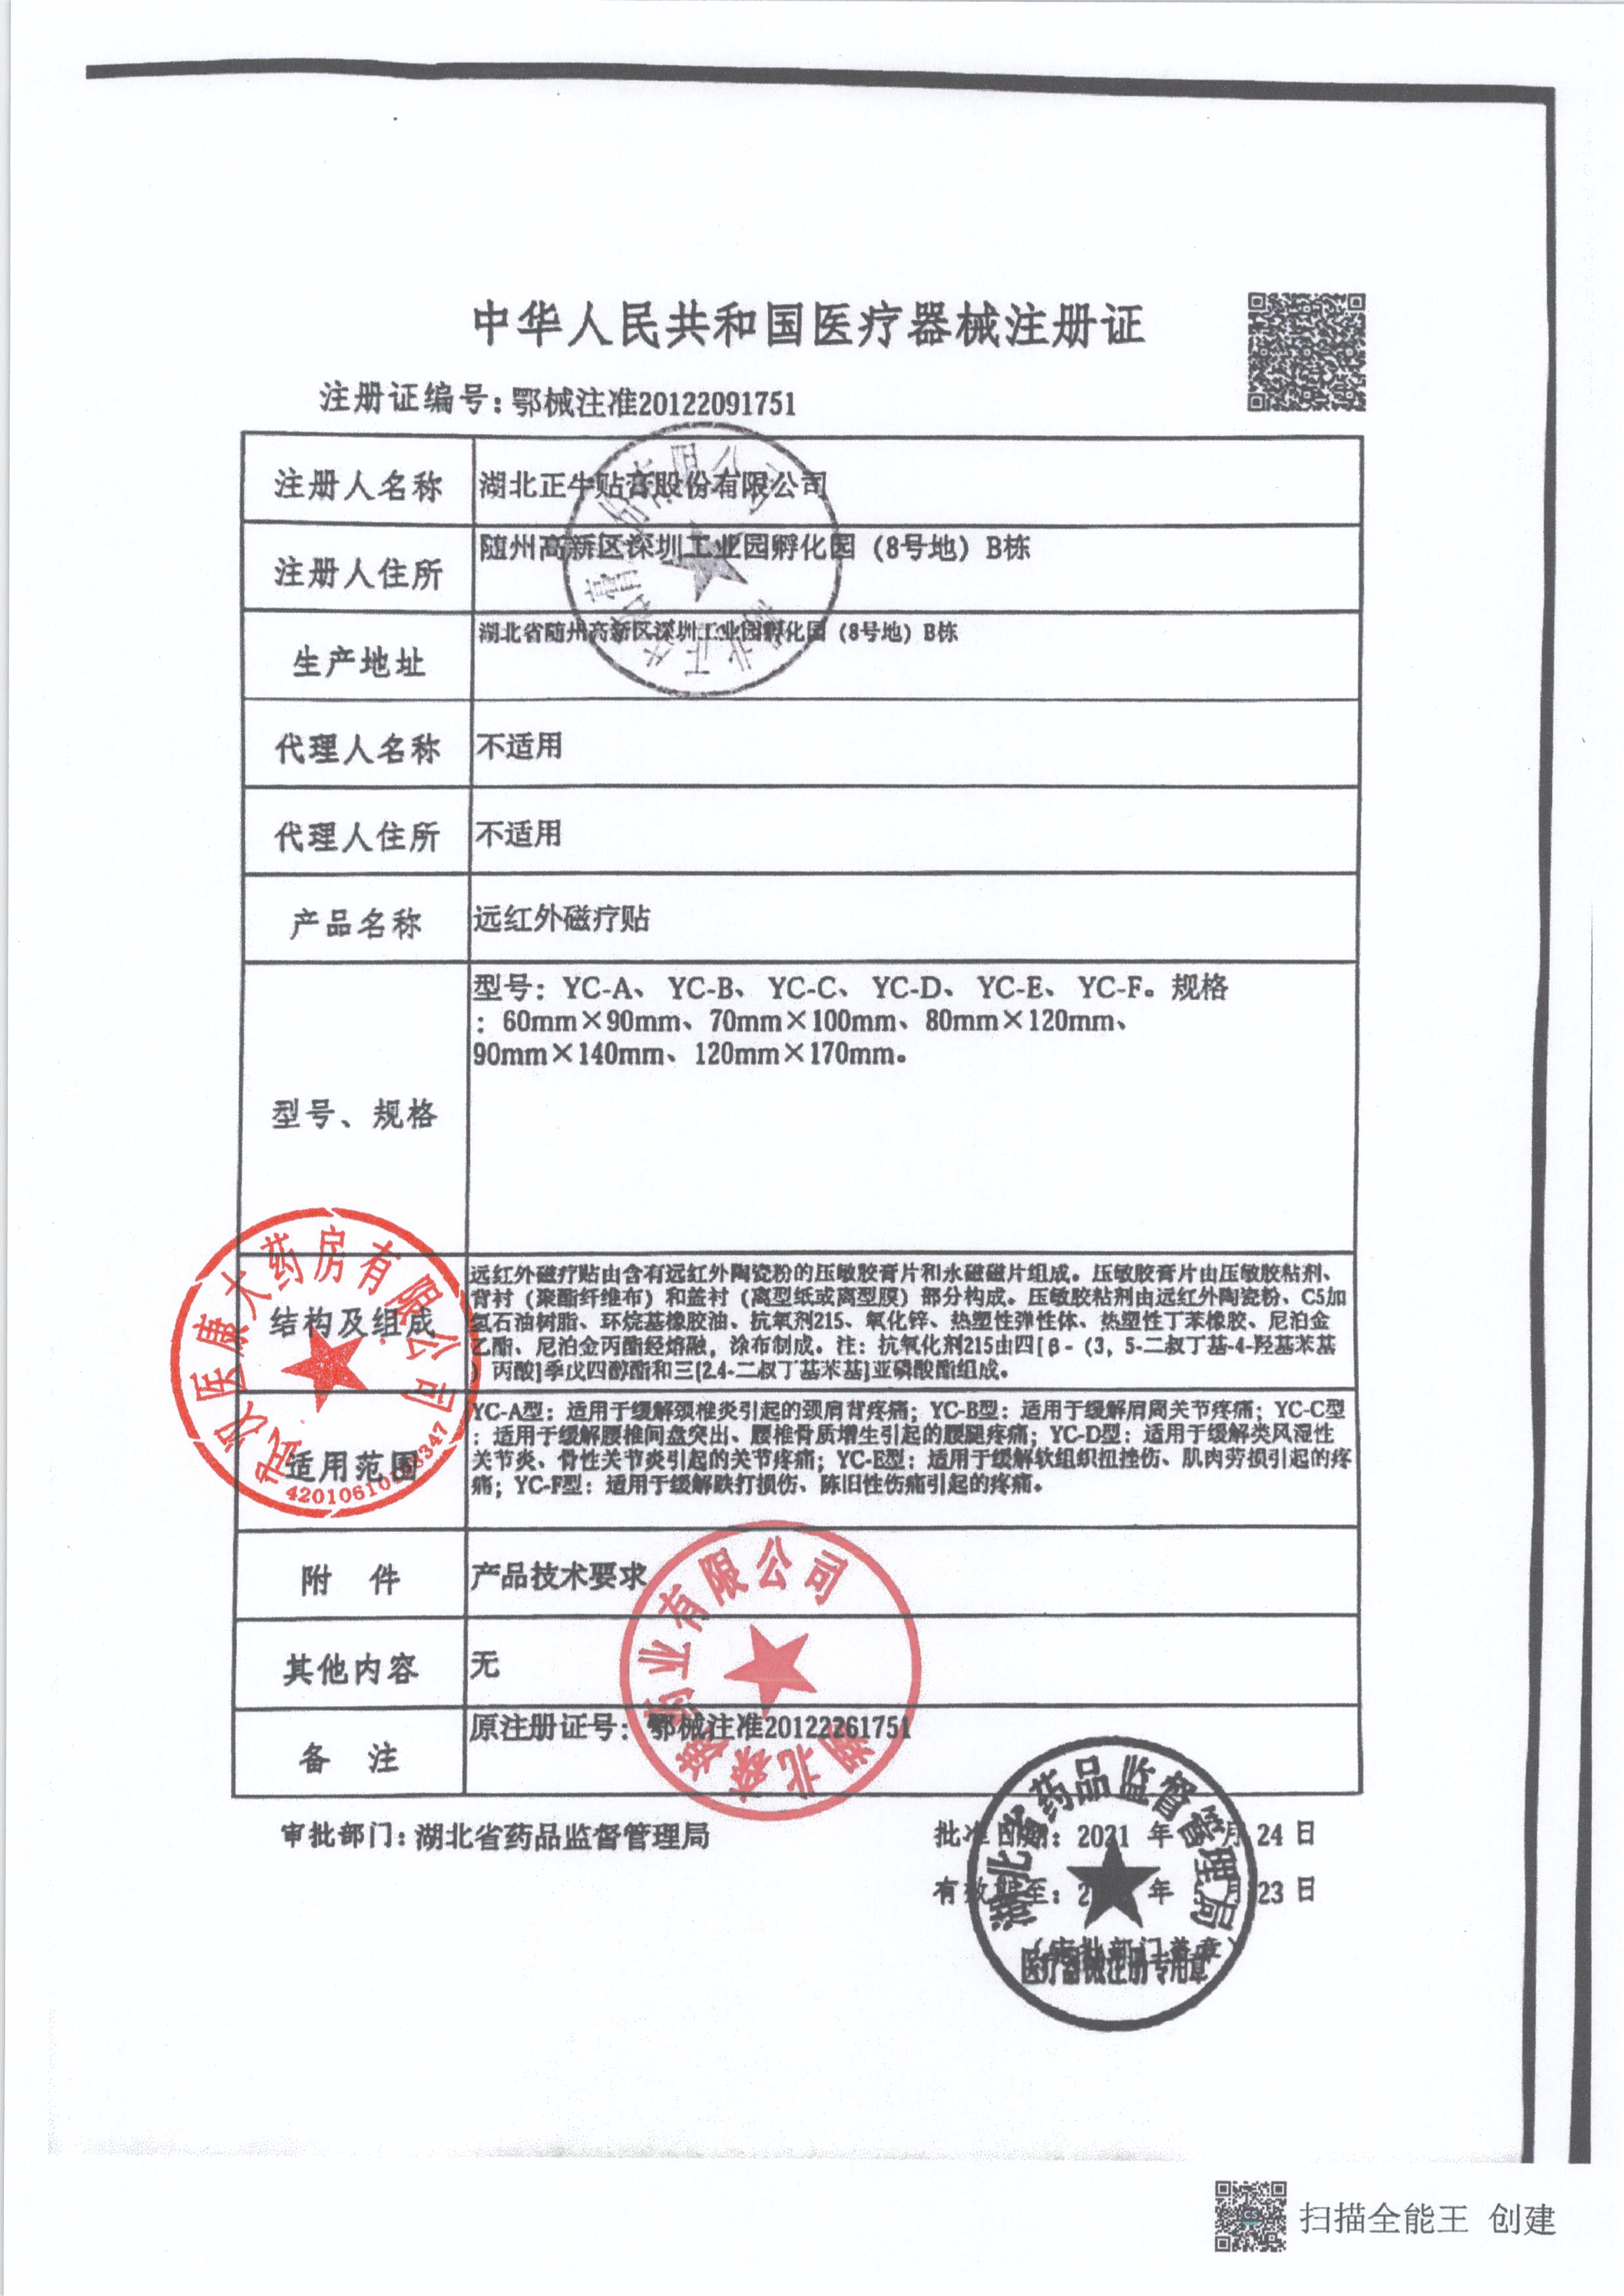 中华人民共和国医疗器械注册证
注册证编号：鄂械注准20122091751
注册人名称
湖北正牛贴膏股份有限公司
注册人住所
随州高新区深圳工业园孵化园（8号地）B栋
生产地址
湖北省随州高新区深圳工业园孵化园（8号地）B栋
代理人名称
不适用
代理人住所
不适用
产品名称
远红外磁疗贴
型号、规格
型号：YC-A、YC-B、YC-C、YC-D、YC-E、YC-F。规格
：60mm×90mm、70mm×100mm、80mm×120mm、
90mm×140mm、120mm×170mm。
结构及组成
远红外磁疗贴由含有远红外陶瓷粉的压敏胶膏片和永磁磁片组成。压敏胶膏片由压敏胶粘剂、
背衬（聚酯纤维布）和盖衬（离型纸或离型膜）部分构成。压敏胶粘剂由远红外陶瓷粉、C5加
氢石油树脂、环烷基橡胶油、抗氧剂215、氧化锌、热塑性弹性体、热塑性丁苯橡胶、尼泊金
乙酯、尼泊金丙酯经熔融，涂布制成。注：抗氧化剂215由四[β-（3，5-二叔丁基-4-羟基苯基
）丙酸]季戊四醇酯和三[2.4-二叔丁基苯基]亚磷酸酯组成。
适用范围
YC-A型：适用于缓解颈椎炎引起的颈肩背疼痛；YC-B型：适用于缓解肩周关节疼痛；YC-C型
：适用于缓解腰椎间盘突出、腰椎骨质增生引起的腰腿疼痛；YC-D型：适用于缓解类风湿性
关节炎、骨性关节炎引起的关节疼痛；YC-E型：适用于缓解软组织扭挫伤、肌肉劳损引起的疼
痛；YC-F型：适用于缓解跌打损伤、陈旧性伤痛引起的疼痛。
附 件
产品技术要求
其他内容
无
备 注
原注册证号：鄂械注准20122261751
审批部门：湖北省药品监督管理局
批准日期：2021 年 月 24 日
有效期至：2 年 月 23 日
（审批部门盖章）
湖北省药品监督管理局
医疗器械注册专用章
武汉医康大药房有限公司
业有限公司
扫描全能王 创建